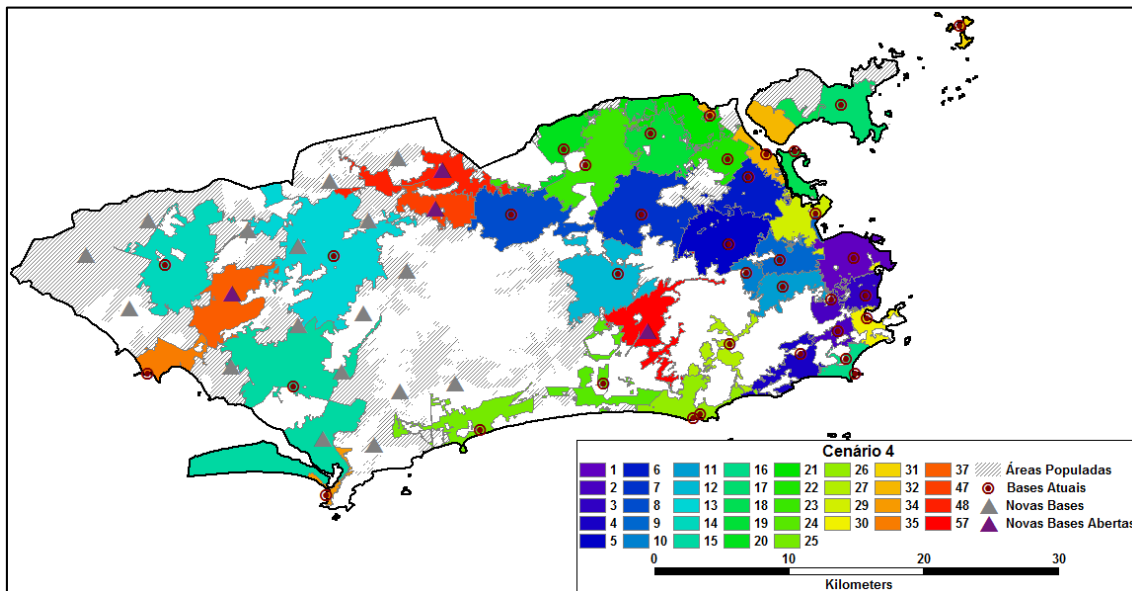 Cenário 4
1 6 11 16 21 26 31 37 Áreas Populadas
2 7 12 17 22 27 32 47 Bases Atuais
3 8 13 18 23 29 34 48 Novas Bases
4 9 14 19 24 30 35 57 Novas Bases Abertas
5 10 15 20 25
0 10 20 30
Kilometers